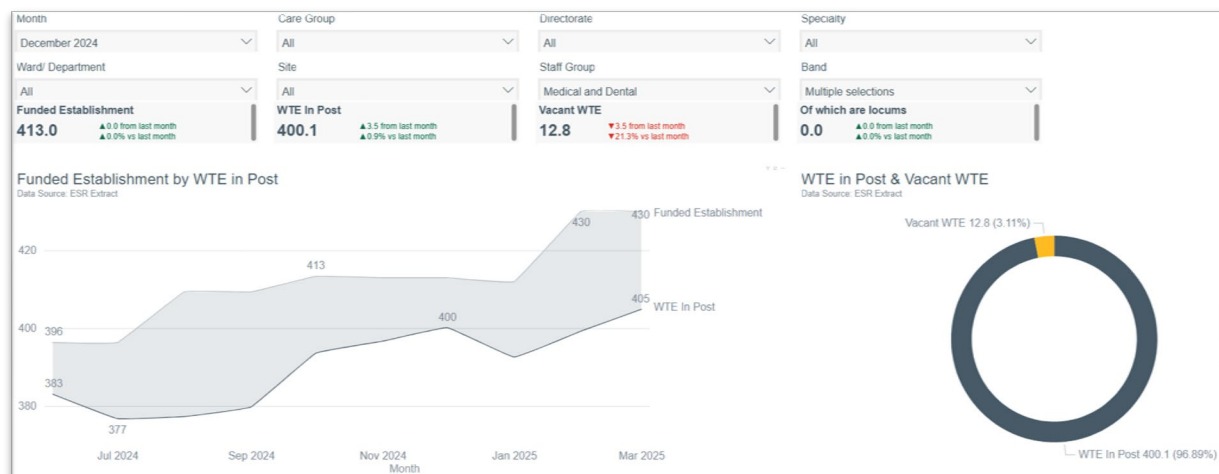 Month Care Group Directorate Specialty
December 2024 All All All
Ward/ Department Site Staff Group Band
All All Medical and Dental Multiple selections
Funded Establishment WTE In Post Vacant WTE Of which are locums
413.0 ▲0.0 from last month 400.1 ▲3.5 from last month 12.8 ▼3.5 from last month 0.0 ▲0.0 from last month
▲0.0% vs last month ▲0.9% vs last month ▼21.3% vs last month ▲0.0% vs last month
Funded Establishment by WTE in Post
Data Source: ESR Extract
430 430 Funded Establishment
420
413
405 WTE In Post
400 400
396
383
380
377
Jul 2024 Sep 2024 Nov 2024 Jan 2025 Mar 2025
Month
WTE in Post & Vacant WTE
Data Source: ESR Extract
Vacant WTE 12.8 (3.11%)
WTE In Post 400.1 (96.89%)